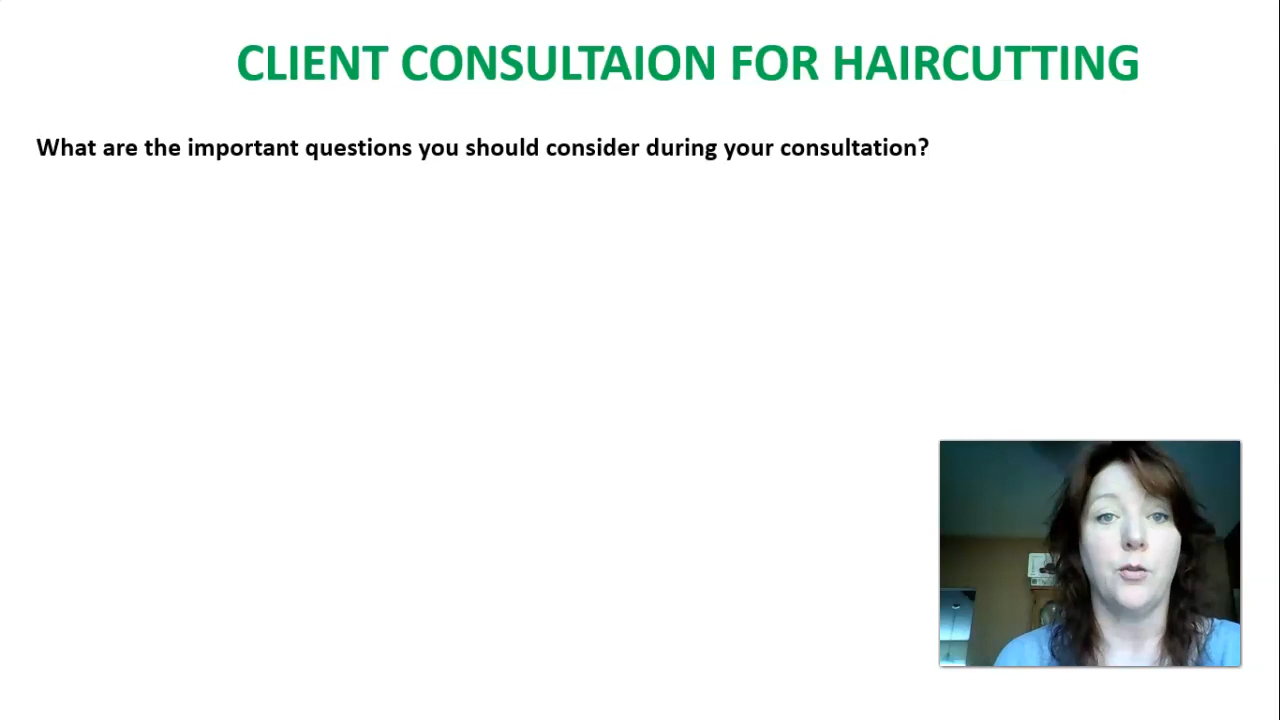 CLIENT CONSULTAION FOR HAIRCUTTING
What are the important questions you should consider during your consultation?